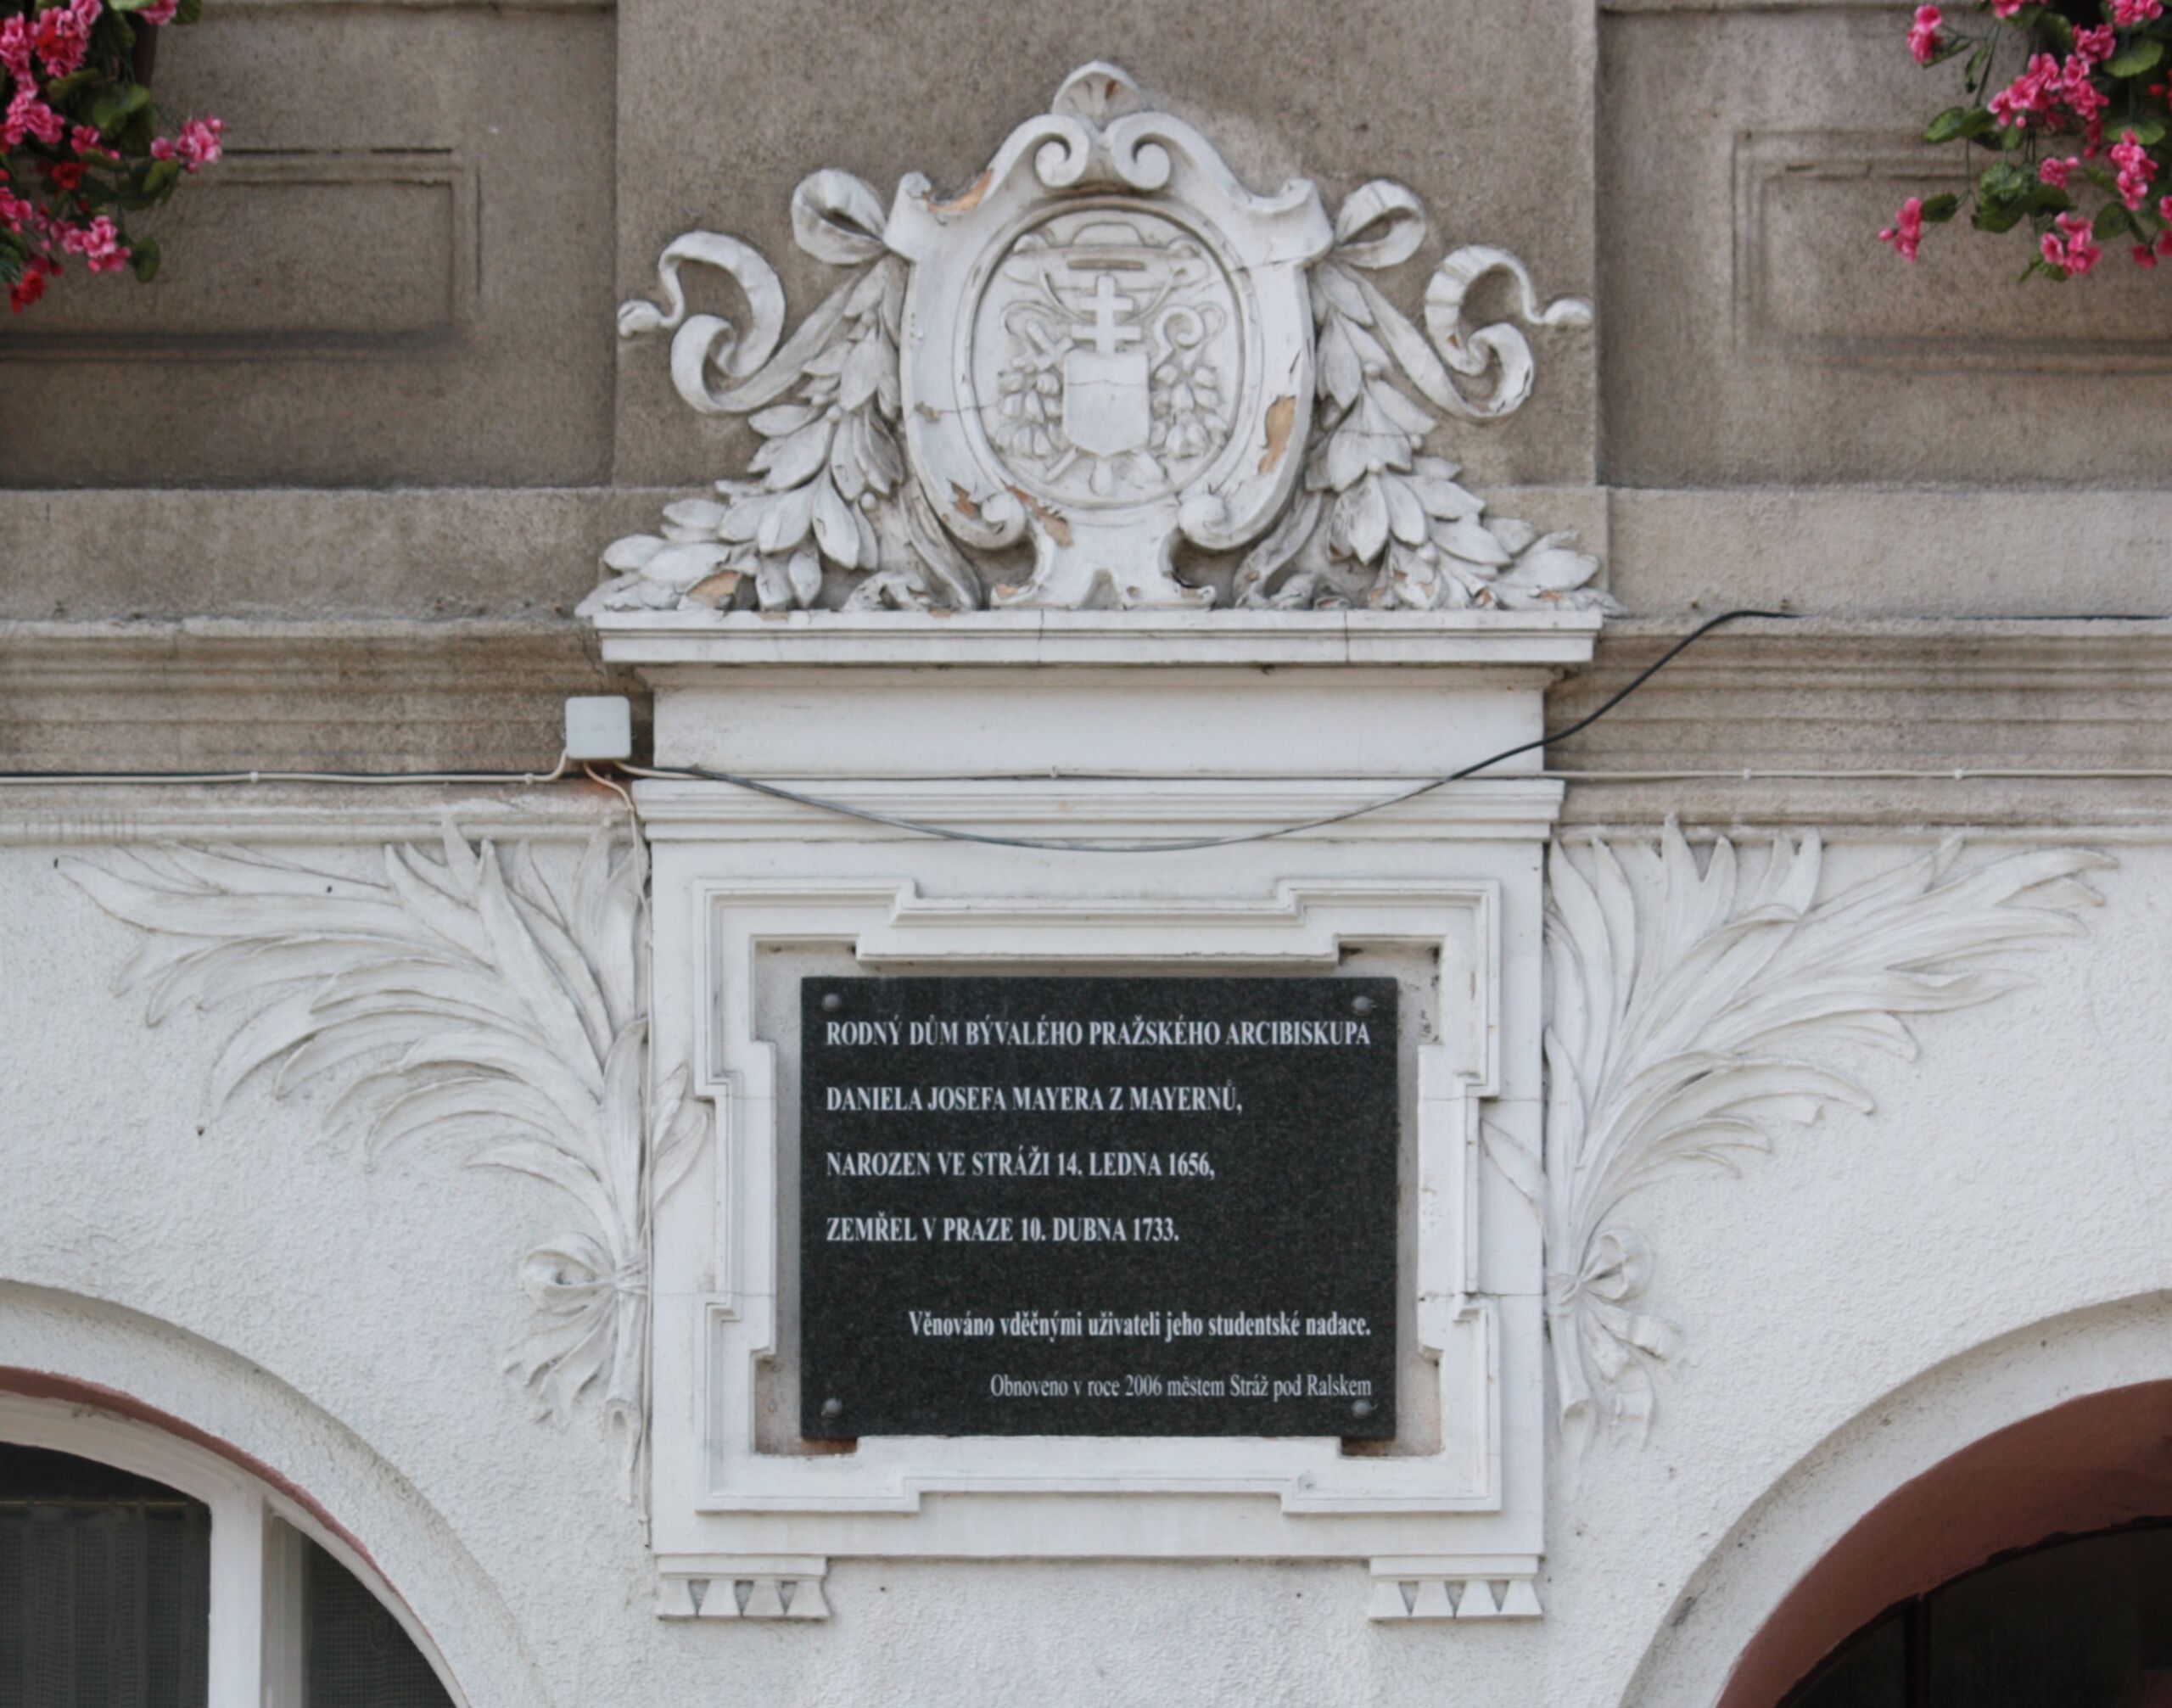 RODNÝ DŮM BÝVALÉHO PRAŽSKÉHO ARCIBISKUPA
DANIELA JOSEFA MAYERA Z MAYERNŮ,
NAROZEN VE STRÁŽI 14. LEDNA 1656,
ZEMŘEL V PRAZE 10. DUBNA 1733.
Věnováno vděčnými uživateli jeho studentské nadace.
Obnoveno v roce 2006 městem Stráž pod Ralskem